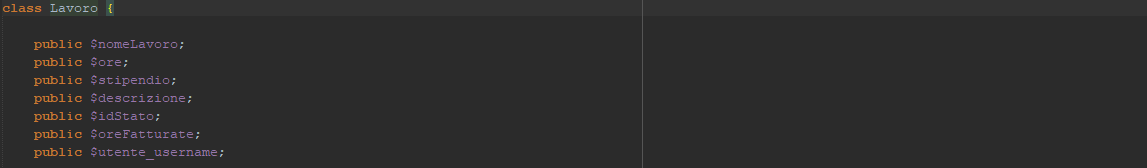 class Lavoro {
public $nomeLavoro;
public $ore;
public $stipendio;
public $descrizione;
public $idStato;
public $oreFatturate;
public $utente_username;